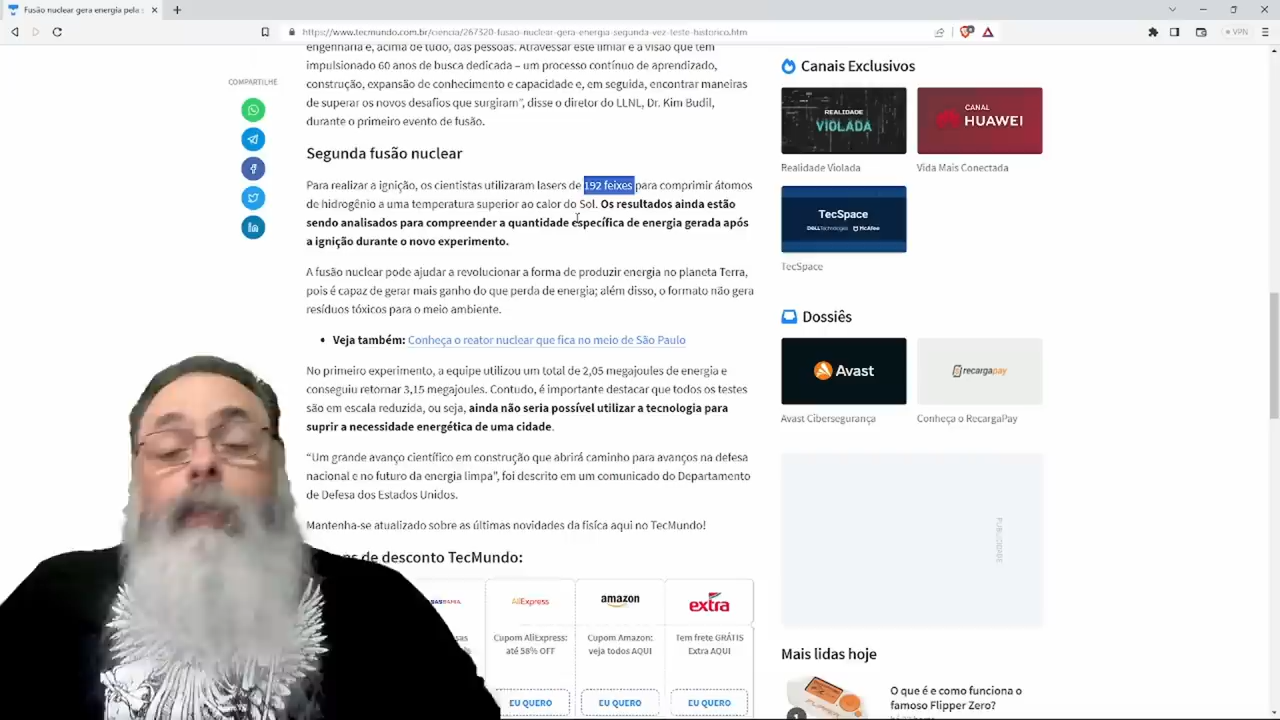 Fusão nuclear gera energia pela s
https://www.tecmundo.com.br/ciencia/267320-fusao-nuclear-gera-energia-segunda-vez-teste-historico.htm
VPN
engenharia e, acima de tudo, das pessoas. Atravessar este limiar é a visão que tem
impulsionado 60 anos de busca dedicada – um processo contínuo de aprendizado,
construção, expansão de conhecimento e capacidade e, em seguida, encontrar maneiras
de superar os novos desafios que surgiram”, disse o diretor do LLNL, Dr. Kim Budil,
durante o primeiro evento de fusão.
COMPARTILHE
Segunda fusão nuclear
Para realizar a ignição, os cientistas utilizaram lasers de 192 feixes para comprimir átomos
de hidrogênio a uma temperatura superior ao calor do Sol. Os resultados ainda estão
sendo analisados para compreender a quantidade específica de energia gerada após
a ignição durante o novo experimento.
A fusão nuclear pode ajudar a revolucionar a forma de produzir energia no planeta Terra,
pois é capaz de gerar mais ganho do que perda de energia; além disso, o formato não gera
resíduos tóxicos para o meio ambiente.
• Veja também: Conheça o reator nuclear que fica no meio de São Paulo
No primeiro experimento, a equipe utilizou um total de 2,05 megajoules de energia e
conseguiu retornar 3,15 megajoules. Contudo, é importante destacar que todos os testes
são em escala reduzida, ou seja, ainda não seria possível utilizar a tecnologia para
suprir a necessidade energética de uma cidade.
“Um grande avanço científico em construção que abrirá caminho para avanços na defesa
nacional e no futuro da energia limpa”, foi descrito em um comunicado do Departamento
de Defesa dos Estados Unidos.
Mantenha-se atualizado sobre as últimas novidades da física aqui no TecMundo!
de desconto TecMundo:
AliExpress
amazon
extra
Cupom AliExpress:
até 58% OFF
Cupom Amazon:
veja todos AQUI
Tem frete GRÁTIS
Extra AQUI
EU QUERO
EU QUERO
EU QUERO
Canais Exclusivos
REALIDADE
VIOLADA
CANAL
HUAWEI
Realidade Violada
Vida Mais Conectada
TecSpace
DELLTechnologies
McAfee
TecSpace
Dossiês
Avast
recargapay
Avast Cibersegurança
Conheça o RecargaPay
PUBLICIDADE
Mais lidas hoje
1
O que é e como funciona o
famoso Flipper Zero?